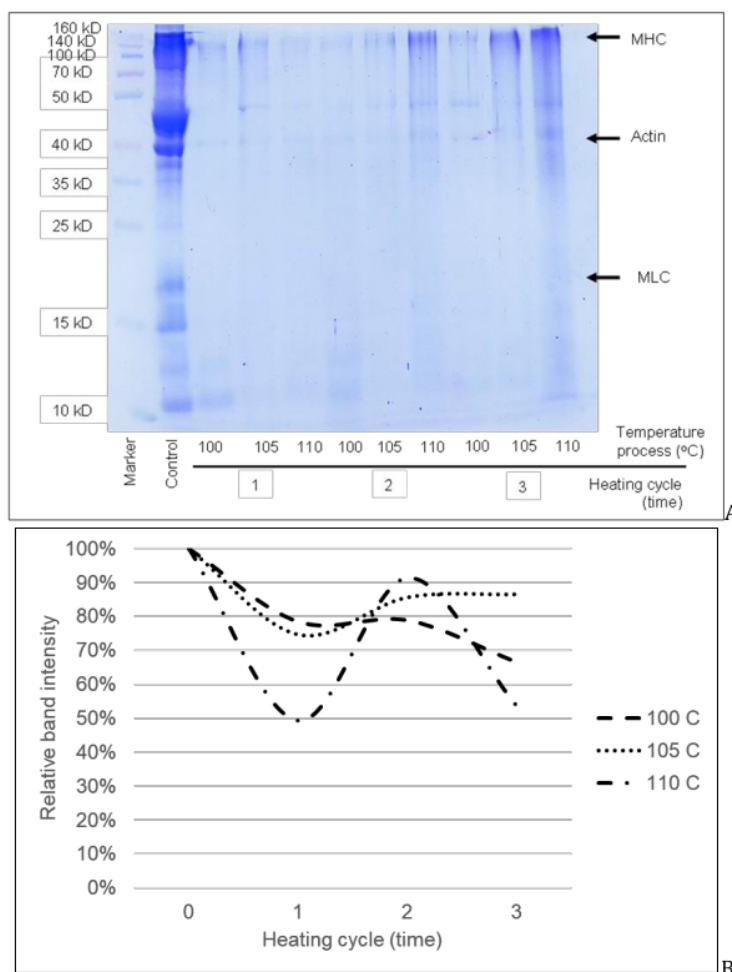 160 kD
140 kD
100 kD
70 kD
50 kD
40 kD
35 kD
25 kD
15 kD
10 kD
MHC
Actin
MLC
Marker
Control
100 105 110 100 105 110 100 105 110
Temperature
process (ºC)
1 2 3
Heating cycle
(time)
A
100%
90%
80%
70%
60%
50%
40%
30%
20%
10%
0%
Relative band intensity
0 1 2 3
Heating cycle (time)
100 C
105 C
110 C
B